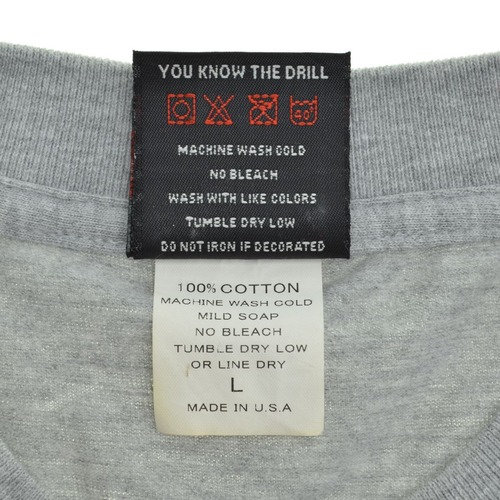 YOU KNOW THE DRILL
40°
MACHINE WASH COLD
NO BLEACH
WASH WITH LIKE COLORS
TUMBLE DRY LOW
DO NOT IRON IF DECORATED
100% COTTON
MACHINE WASH COLD
MILD SOAP
NO BLEACH
TUMBLE DRY LOW
OR LINE DRY
L
MADE IN U.S.A